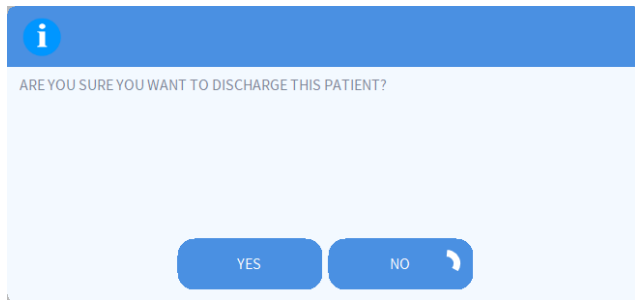 ARE YOU SURE YOU WANT TO DISCHARGE THIS PATIENT?
YES
NO